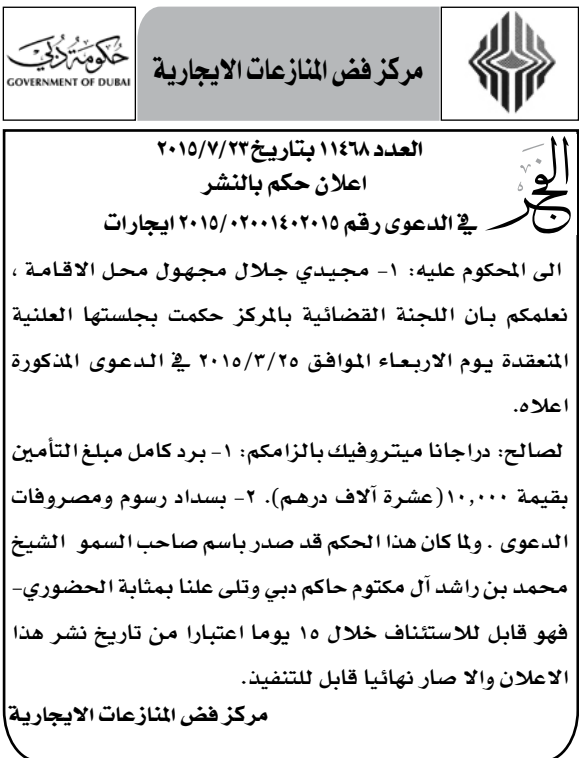 حكومة دبي
GOVERNMENT OF DUBAI
مركز فض المنازعات الايجارية
الفجر
العدد ١١٤٦٨ بتاريخ ٢٠١٥/٧/٢٣
اعلان حكم بالنشر
في الدعوى رقم ٢٠١٥/٠٢٠٠١٤٠٢٠١٥ ايجارات
الى المحكوم عليه: ١- مجيدي جلال مجهول محل الاقامة ،
نعلمكم بان اللجنة القضائية بالمركز حكمت بجلستها العلنية
المنعقدة يوم الاربعاء الموافق ٢٠١٥/٣/٢٥ في الدعوى المذكورة
اعلاه.
لصالح: دراجانا ميتروفيك بالزامكم: ١- برد كامل مبلغ التأمين
بقيمة ١٠,٠٠٠(عشرة آلاف درهم). ٢- بسداد رسوم ومصروفات
الدعوى . ولما كان هذا الحكم قد صدر باسم صاحب السمو الشيخ
محمد بن راشد آل مكتوم حاكم دبي وتلى علنا بمثابة الحضوري-
فهو قابل للاستئناف خلال ١٥ يوما اعتبارا من تاريخ نشر هذا
الاعلان والا صار نهائيا قابل للتنفيذ.
مركز فض المنازعات الايجارية